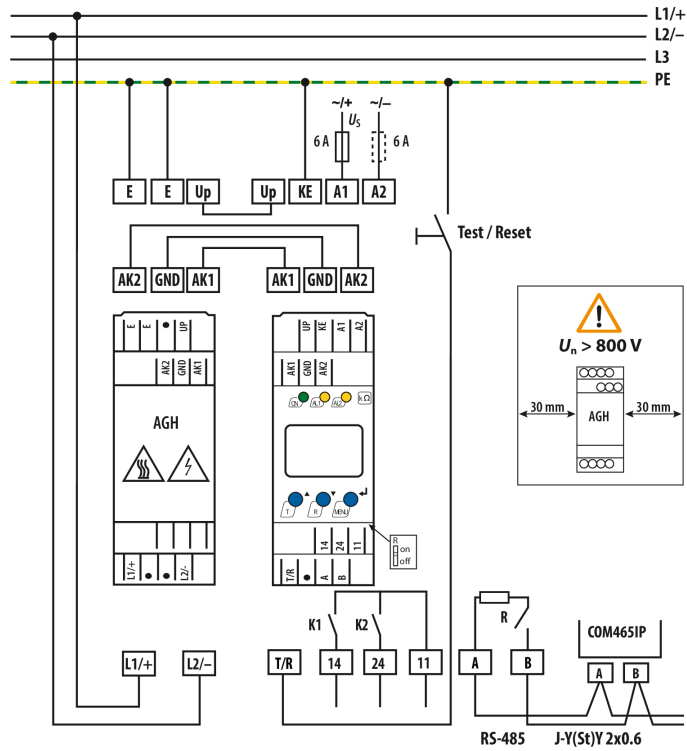 L1/+
L2/–
L3
PE
~/+ ~/–
US
6 A 6 A
E E Up Up KE A1 A2
Test / Reset
AK2 GND AK1 AK1 GND AK2
E E UP UP KE A1 A2
AK2 GND AK1 AK1 GND AK2
ON AL1 AL2 kΩ
AGH
T R MENU
14 24 11
R
on
off
L1/+ L2/- T/R A B
Un > 800 V
30 mm AGH 30 mm
K1 K2
R
COM465IP
L1/+ L2/– T/R 14 24 11 A B A B
RS-485 J-Y(St)Y 2x0.6